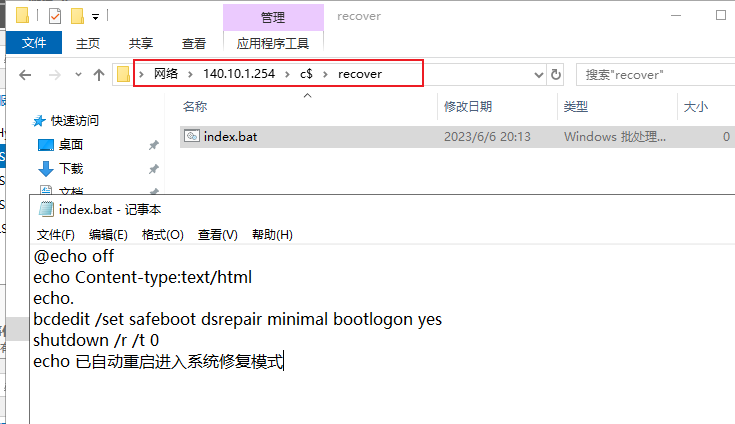 管理
recover
文件
主页
共享
查看
应用程序工具
网络 140.10.1.254 c$ recover
搜索"recover"
名称
修改日期
类型
大小
快速访问
桌面
下载
文档
index.bat
2023/6/6 20:13
Windows 批处理...
0
index.bat - 记事本
文件(F) 编辑(E) 格式(O) 查看(V) 帮助(H)
@echo off
echo Content-type:text/html
echo.
bcdedit /set safeboot dsrepair minimal bootlogon yes
shutdown /r /t 0
echo 已自动重启进入系统修复模式